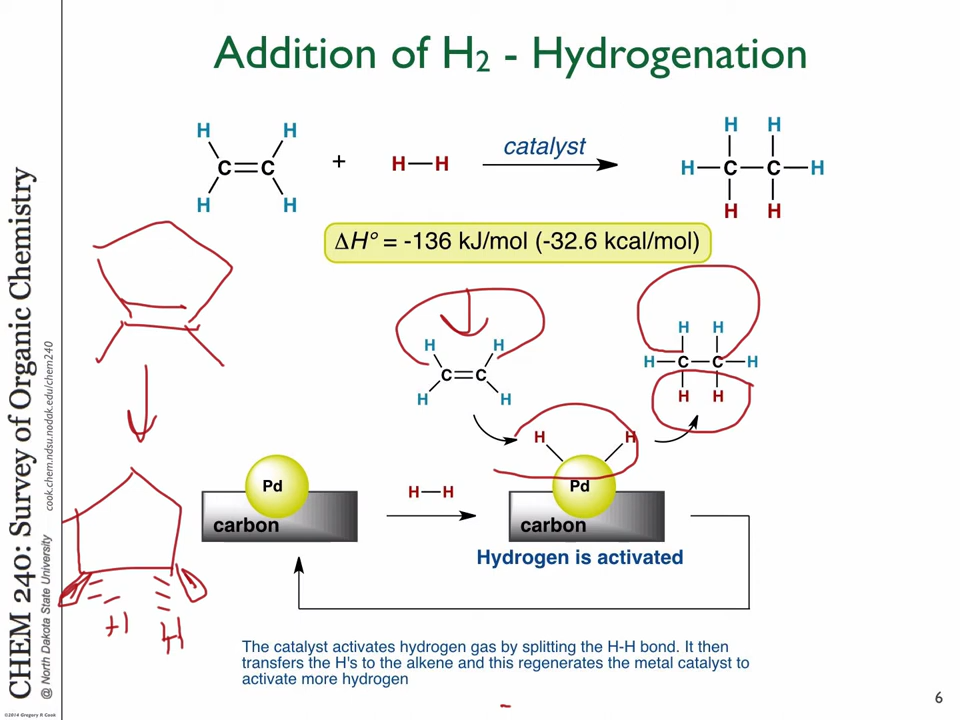 Addition of H2 - Hydrogenation
H H H H
C C + H H catalyst H C C H
H H H H
ΔH° = -136 kJ/mol (-32.6 kcal/mol)
H H
H H H C C H
C C H H
H H
H H
Pd H H Pd
carbon carbon
Hydrogen is activated
H H
The catalyst activates hydrogen gas by splitting the H-H bond. It then
transfers the H's to the alkene and this regenerates the metal catalyst to
activate more hydrogen
CHEM 240: Survey of Organic Chemistry
@ North Dakota State University cook.chem.ndsu.nodak.edu/chem240
©2014 Gregory R Cook
6